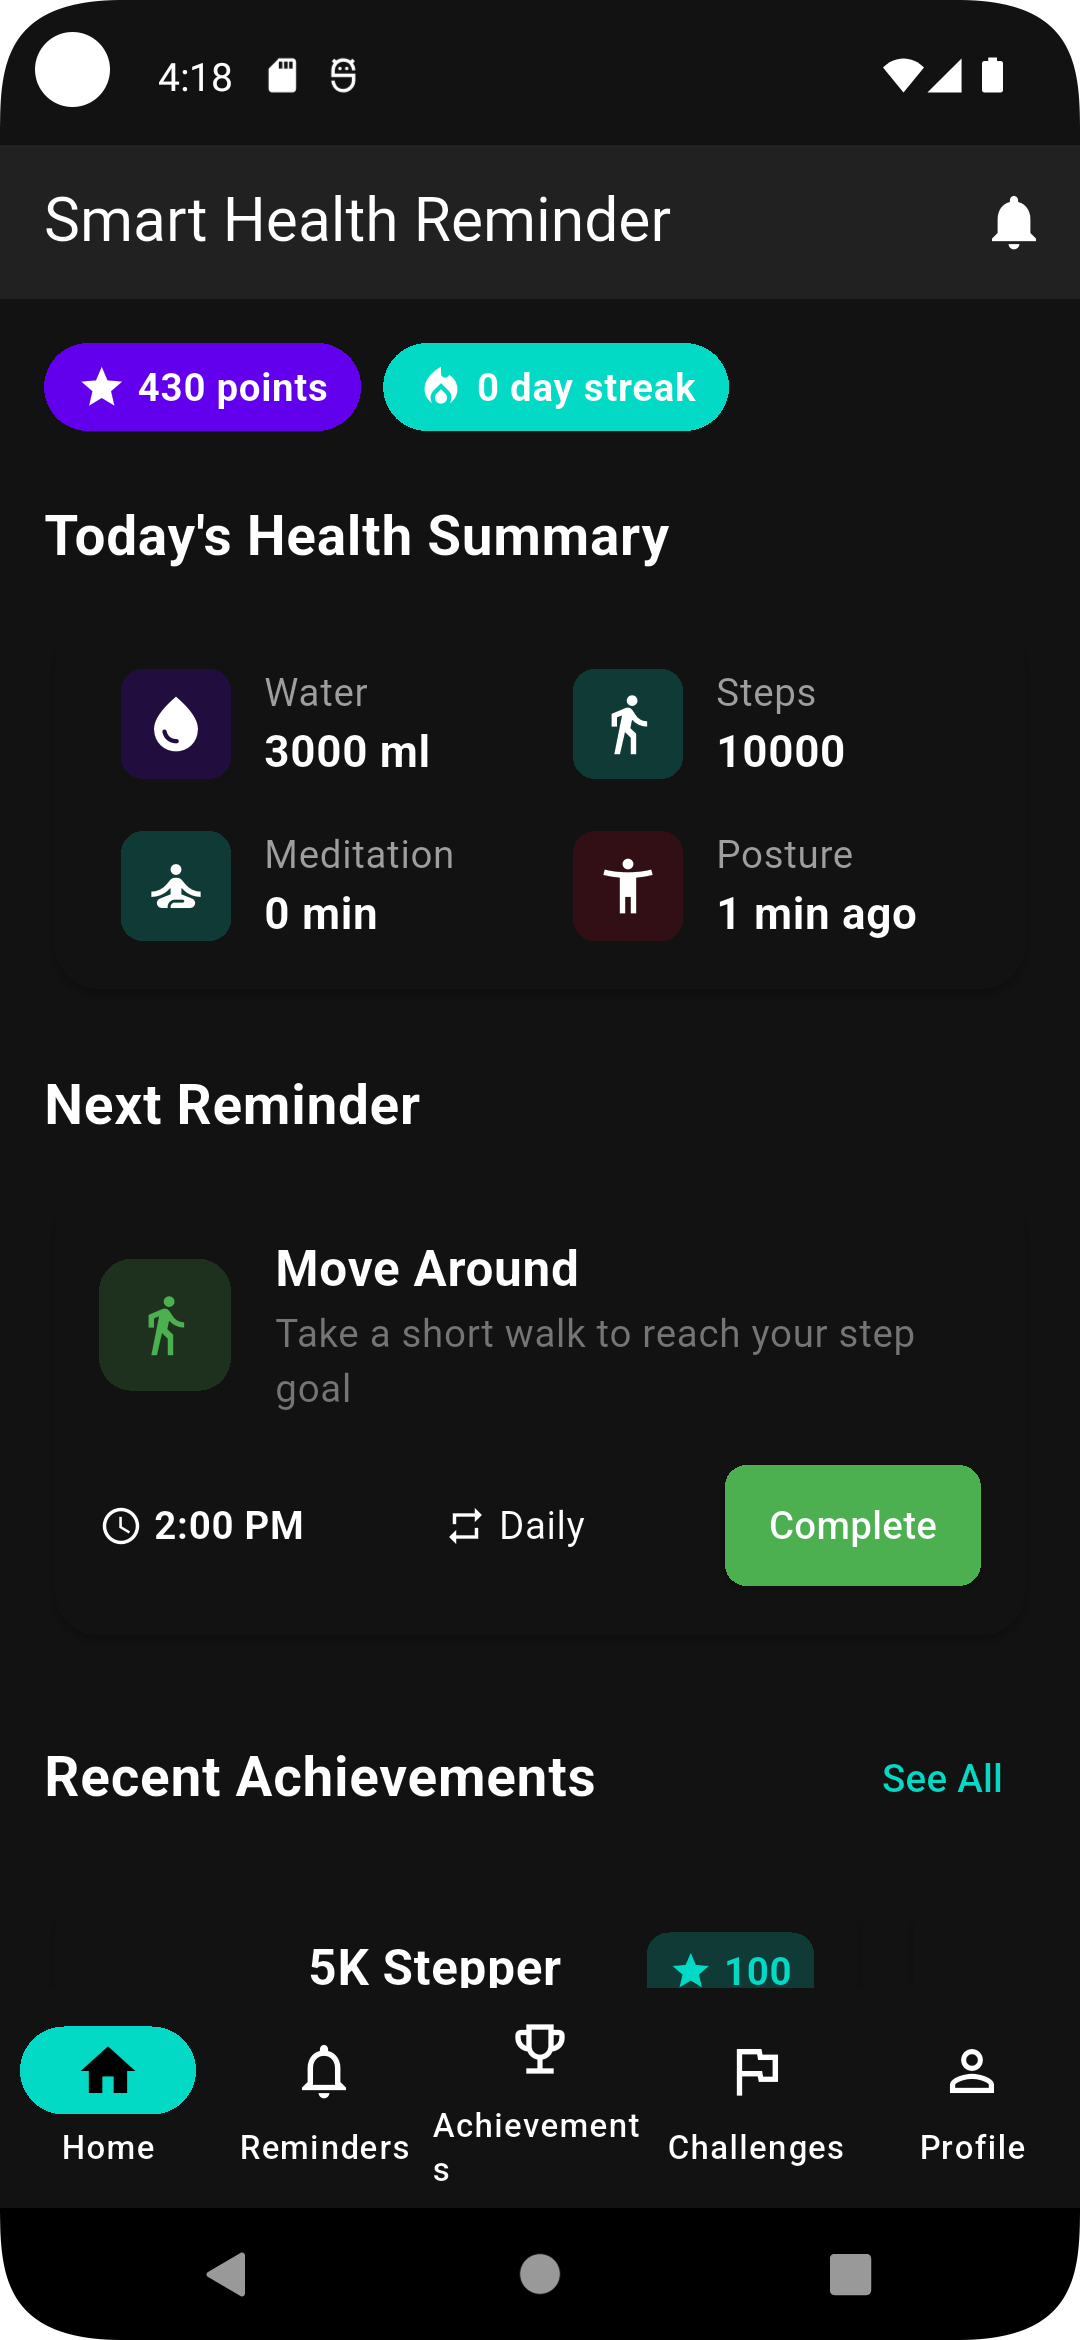 4:18
Smart Health Reminder
430 points
0 day streak
Today's Health Summary
Water
3000 ml
Steps
10000
Meditation
0 min
Posture
1 min ago
Next Reminder
Move Around
Take a short walk to reach your step
goal
2:00 PM
Daily
Complete
Recent Achievements
See All
5K Stepper
100
Home
Reminders
Achievement
s
Challenges
Profile